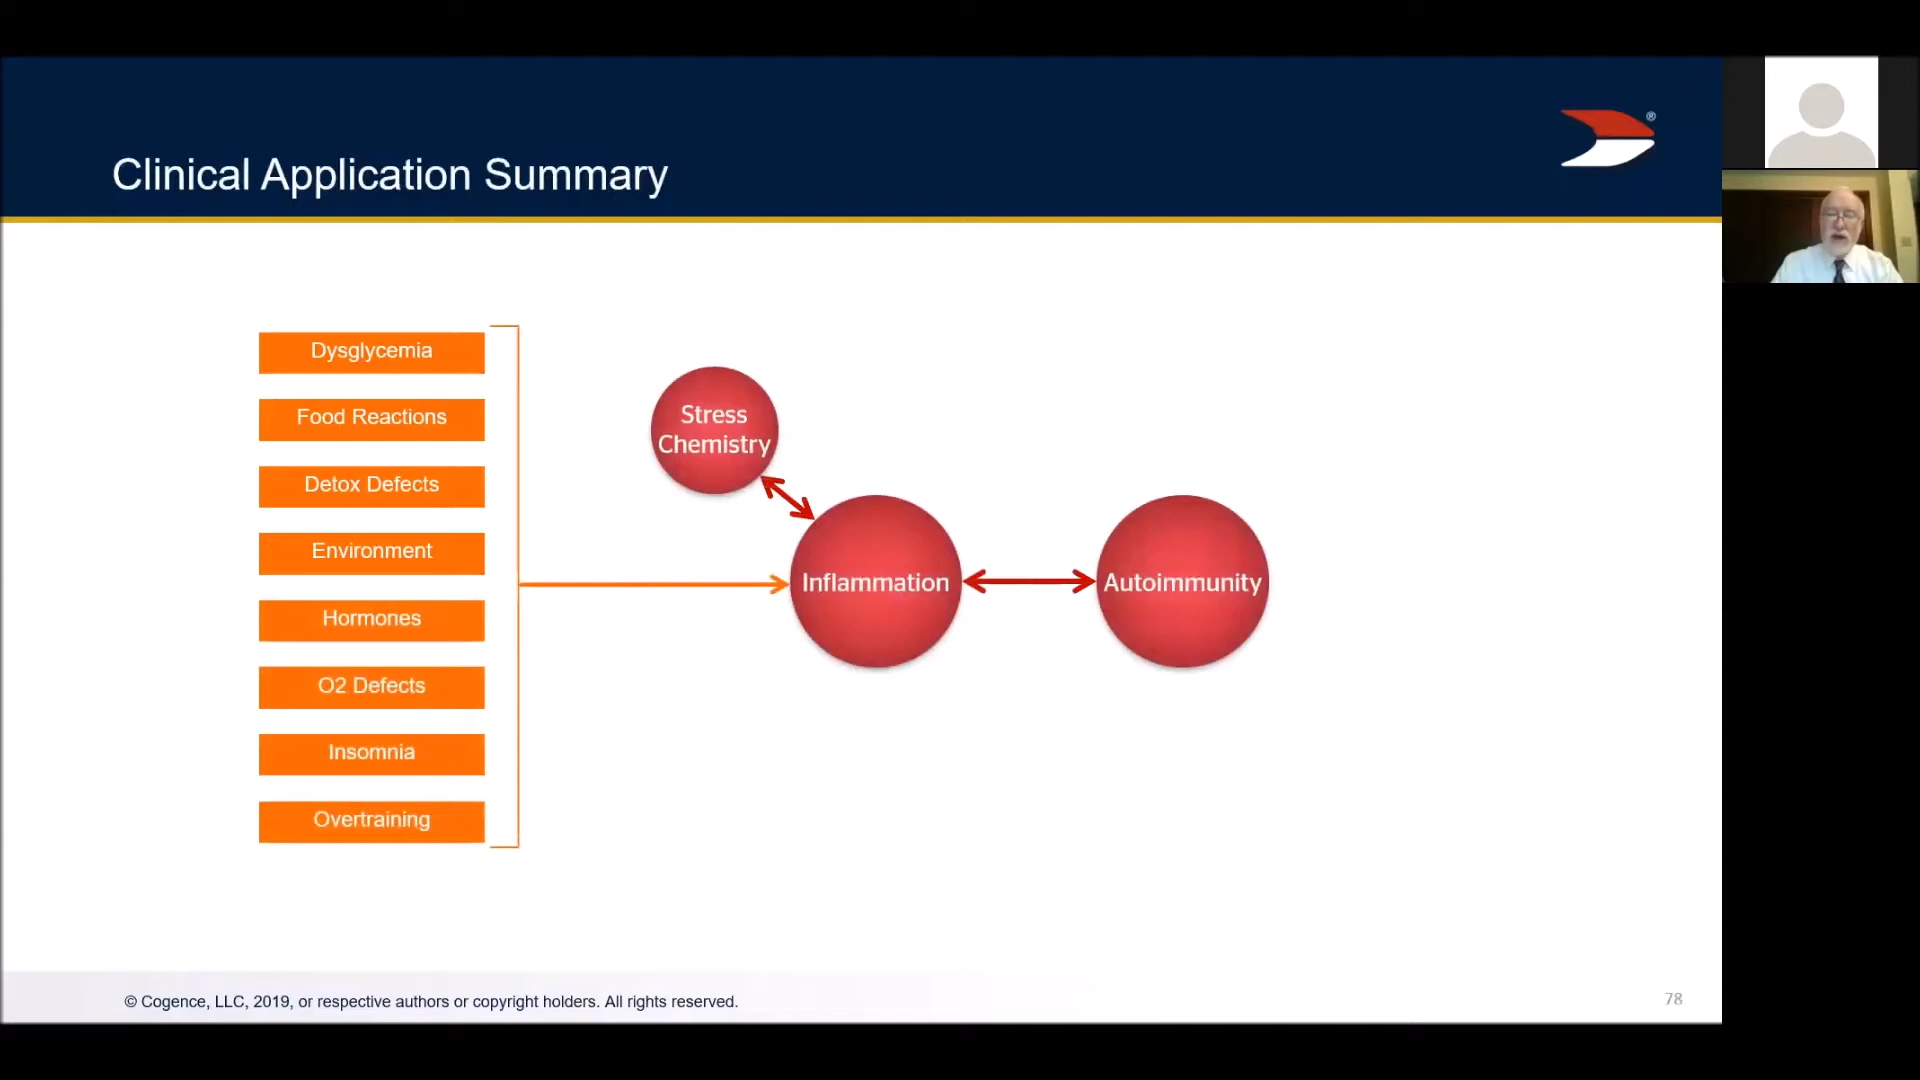 Clinical Application Summary
®
Dysglycemia
Food Reactions
Detox Defects
Environment
Hormones
O2 Defects
Insomnia
Overtraining
Stress
Chemistry
Inflammation
Autoimmunity
© Cogence, LLC, 2019, or respective authors or copyright holders. All rights reserved.
78